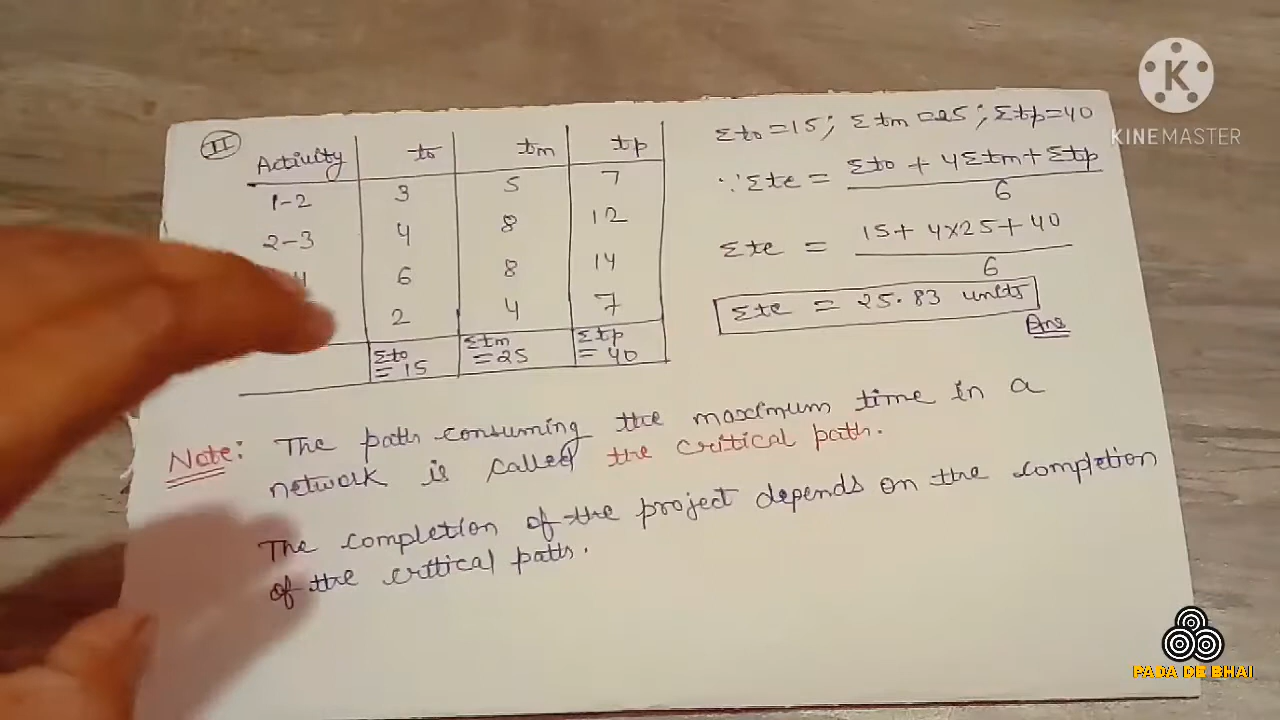 II
Activity to tm tp
1-2 3 5 7
2-3 4 8 12
6 8 14
2 4 7
Σto = 15 Σtm = 25 Σtp = 40
Σto = 15; Σtm = 25; Σtp = 40
∵ Σte = Σto + 4Σtm + Σtp / 6
Σte = 15 + 4×25 + 40 / 6
Σte = 25.83 units
Ans
Note: The path consuming the maximum time in a
network is called the critical path.
The completion of the project depends on the completion
of the critical path.
K
KINEMASTER
PADA DE BHAI